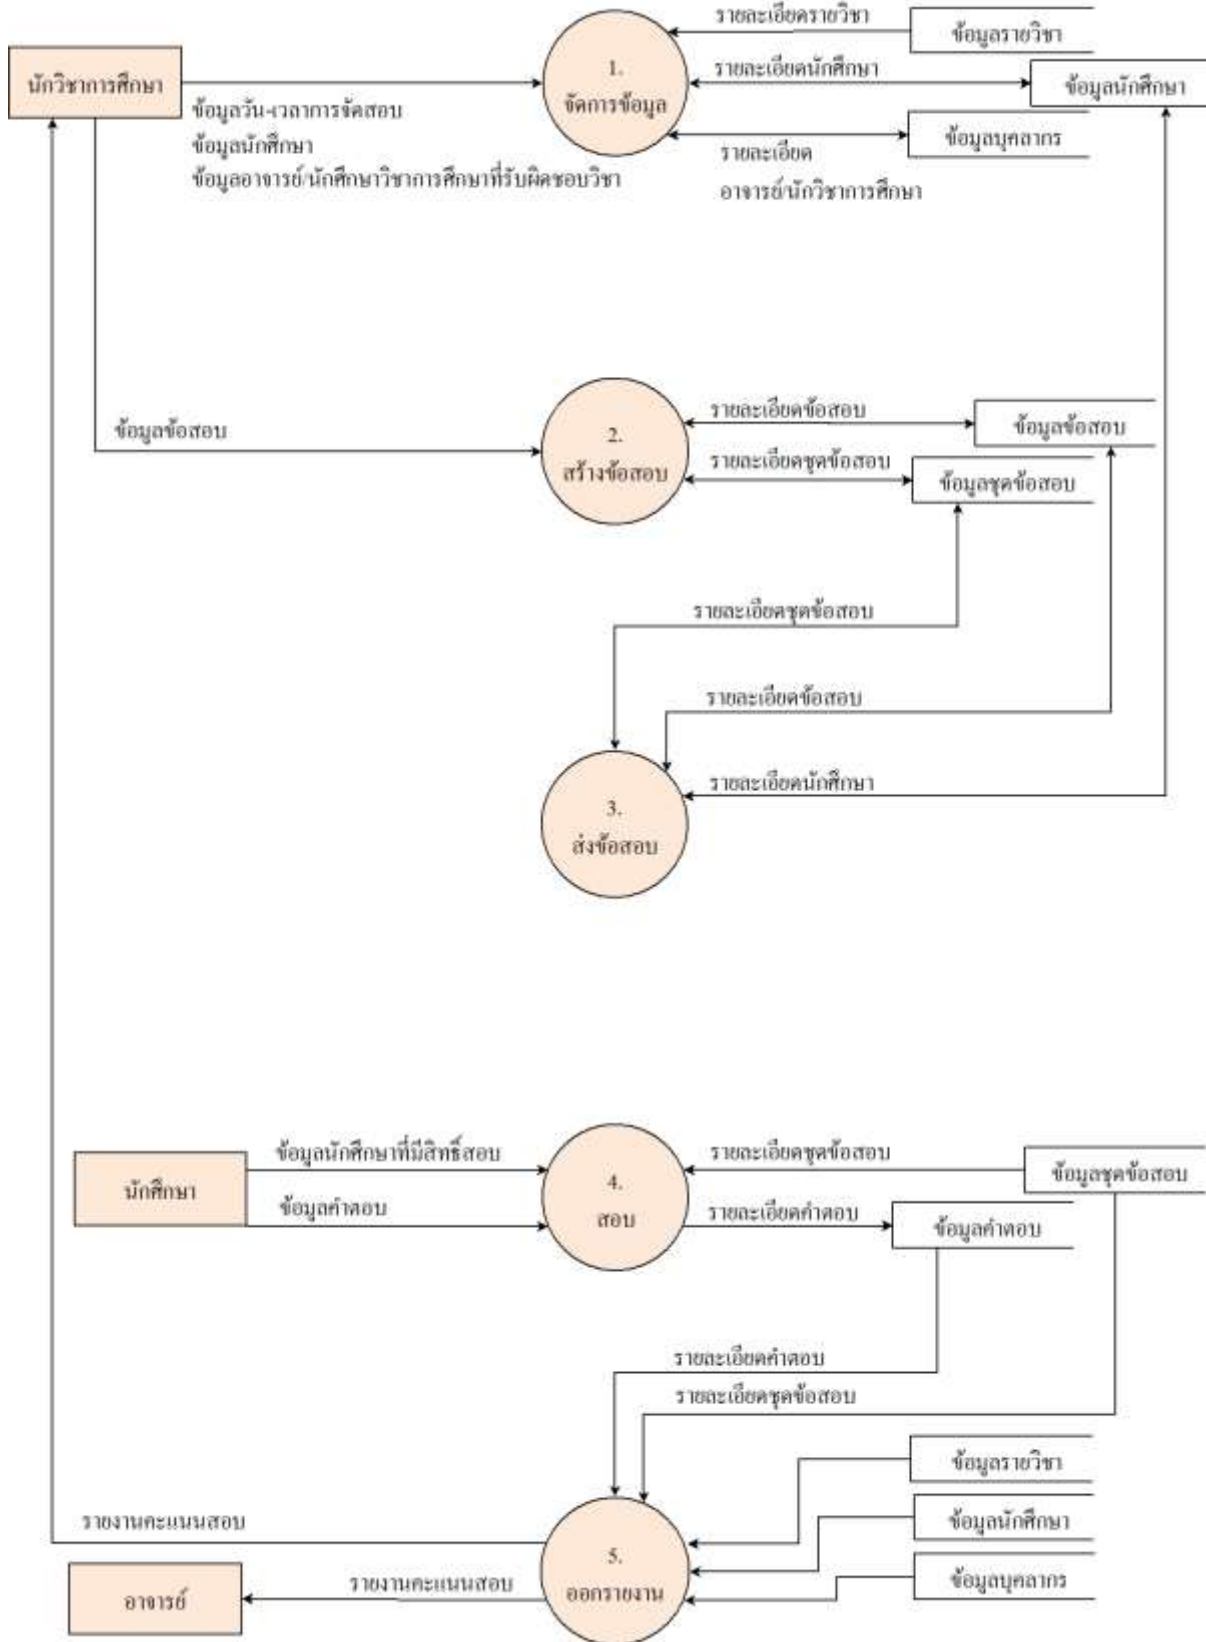 รายละเอียดรายวิชา
ข้อมูลรายวิชา
นักวิชาการศึกษา
1.
จัดการข้อมูล
รายละเอียดนักศึกษา
ข้อมูลนักศึกษา
ข้อมูลวัน-เวลาการจัดสอบ
ข้อมูลนักศึกษา
ข้อมูลอาจารย์/นักศึกษาวิชาการศึกษาที่รับผิดชอบวิชา
ข้อมูลบุคลากร
รายละเอียด
อาจารย์/นักวิชาการศึกษา
ข้อมูลข้อสอบ
2.
สร้างข้อสอบ
รายละเอียดข้อสอบ
ข้อมูลข้อสอบ
รายละเอียดชุดข้อสอบ
ข้อมูลชุดข้อสอบ
รายละเอียดชุดข้อสอบ
รายละเอียดข้อสอบ
รายละเอียดนักศึกษา
3.
ส่งข้อสอบ
นักศึกษา
ข้อมูลนักศึกษาที่มีสิทธิ์สอบ
ข้อมูลคำตอบ
4.
สอบ
รายละเอียดชุดข้อสอบ
ข้อมูลชุดข้อสอบ
รายละเอียดคำตอบ
ข้อมูลคำตอบ
รายละเอียดคำตอบ
รายละเอียดชุดข้อสอบ
ข้อมูลรายวิชา
ข้อมูลนักศึกษา
ข้อมูลบุคลากร
รายงานคะแนนสอบ
5.
ออกรายงาน
รายงานคะแนนสอบ
อาจารย์